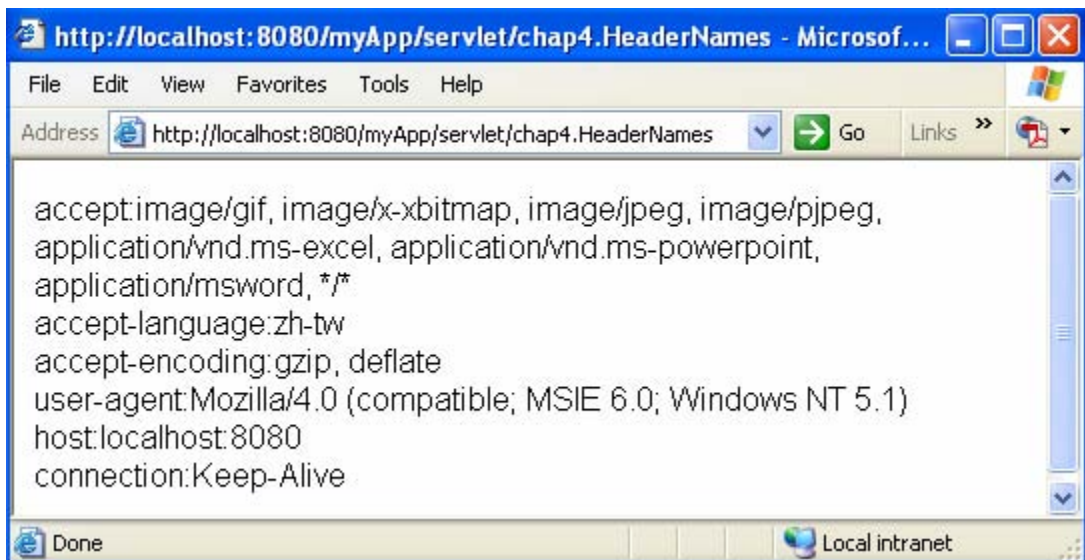 http://localhost:8080/myApp/servlet/chap4.HeaderNames - Microsof...
File Edit View Favorites Tools Help
Address http://localhost:8080/myApp/servlet/chap4.HeaderNames Go Links »
accept:image/gif, image/x-xbitmap, image/jpeg, image/pjpeg,
application/vnd.ms-excel, application/vnd.ms-powerpoint,
application/msword, */*
accept-language:zh-tw
accept-encoding:gzip, deflate
user-agent:Mozilla/4.0 (compatible; MSIE 6.0; Windows NT 5.1)
host:localhost:8080
connection:Keep-Alive
Done Local intranet